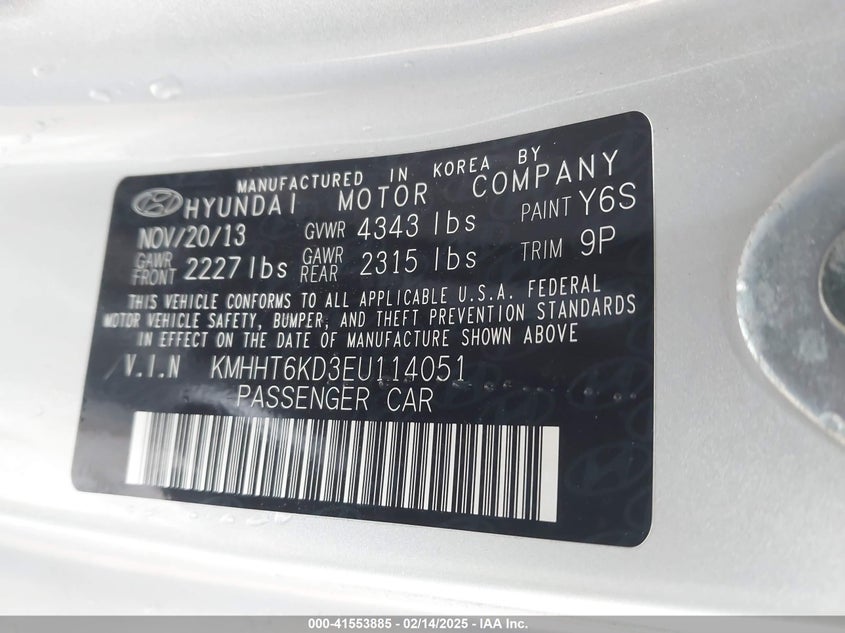 MANUFACTURED IN KOREA BY
HYUNDAI MOTOR COMPANY
NOV/20/13 GVWR 4343 lbs PAINT Y6S
GAWR FRONT 2227 lbs GAWR REAR 2315 lbs TRIM 9P
THIS VEHICLE CONFORMS TO ALL APPLICABLE U.S.A. FEDERAL
MOTOR VEHICLE SAFETY, BUMPER, AND THEFT PREVENTION STANDARDS
IN EFFECT ON THE DATE OF MANUFACTURE SHOWN ABOVE
/V.I.N KMHHT6KD3EU114051
PASSENGER CAR
000-41553885 - 02/14/2025 - IAA Inc.